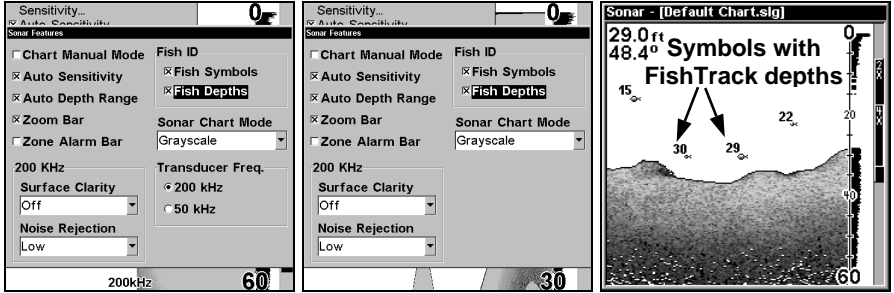 Sensitivity...
Auto Sensitivity
0
Sonar Features
Chart Manual Mode
Auto Sensitivity
Auto Depth Range
Zoom Bar
Zone Alarm Bar
Fish ID
Fish Symbols
Fish Depths
Sonar Chart Mode
Grayscale
200 KHz
Surface Clarity
Off
Noise Rejection
Low
Transducer Freq.
200 kHz
50 kHz
200kHz
60
Sensitivity...
Auto Sensitivity
0
Sonar Features
Chart Manual Mode
Auto Sensitivity
Auto Depth Range
Zoom Bar
Zone Alarm Bar
Fish ID
Fish Symbols
Fish Depths
Sonar Chart Mode
Grayscale
200 KHz
Surface Clarity
Off
Noise Rejection
Low
30
Sonar - [Default Chart.slg]
29.0 ft
48.4º
Symbols with
FishTrack depths
0
15
22
20
30
29
40
60